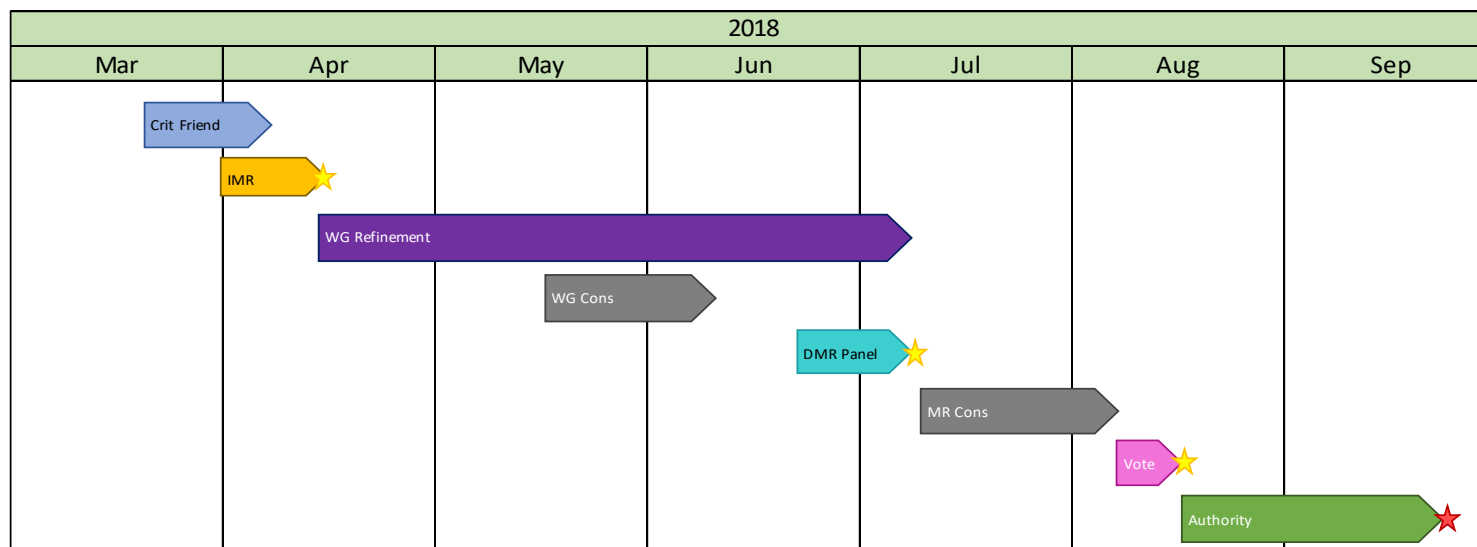 2018
Mar Apr May Jun Jul Aug Sep
Crit Friend
IMR
WG Refinement
WG Cons
DMR Panel
MR Cons
Vote
Authority